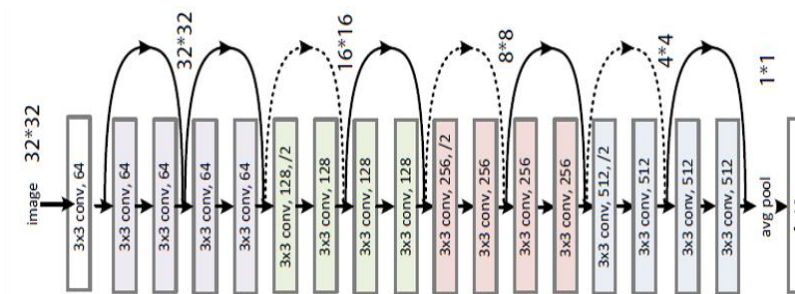 32*32
32*32
16*16
8*8
4*4
1*1
image
3x3 conv, 64
3x3 conv, 64
3x3 conv, 64
3x3 conv, 64
3x3 conv, 64
3x3 conv, 128, /2
3x3 conv, 128
3x3 conv, 128
3x3 conv, 128
3x3 conv, 256, /2
3x3 conv, 256
3x3 conv, 256
3x3 conv, 256
3x3 conv, 512, /2
3x3 conv, 512
3x3 conv, 512
3x3 conv, 512
avg pool